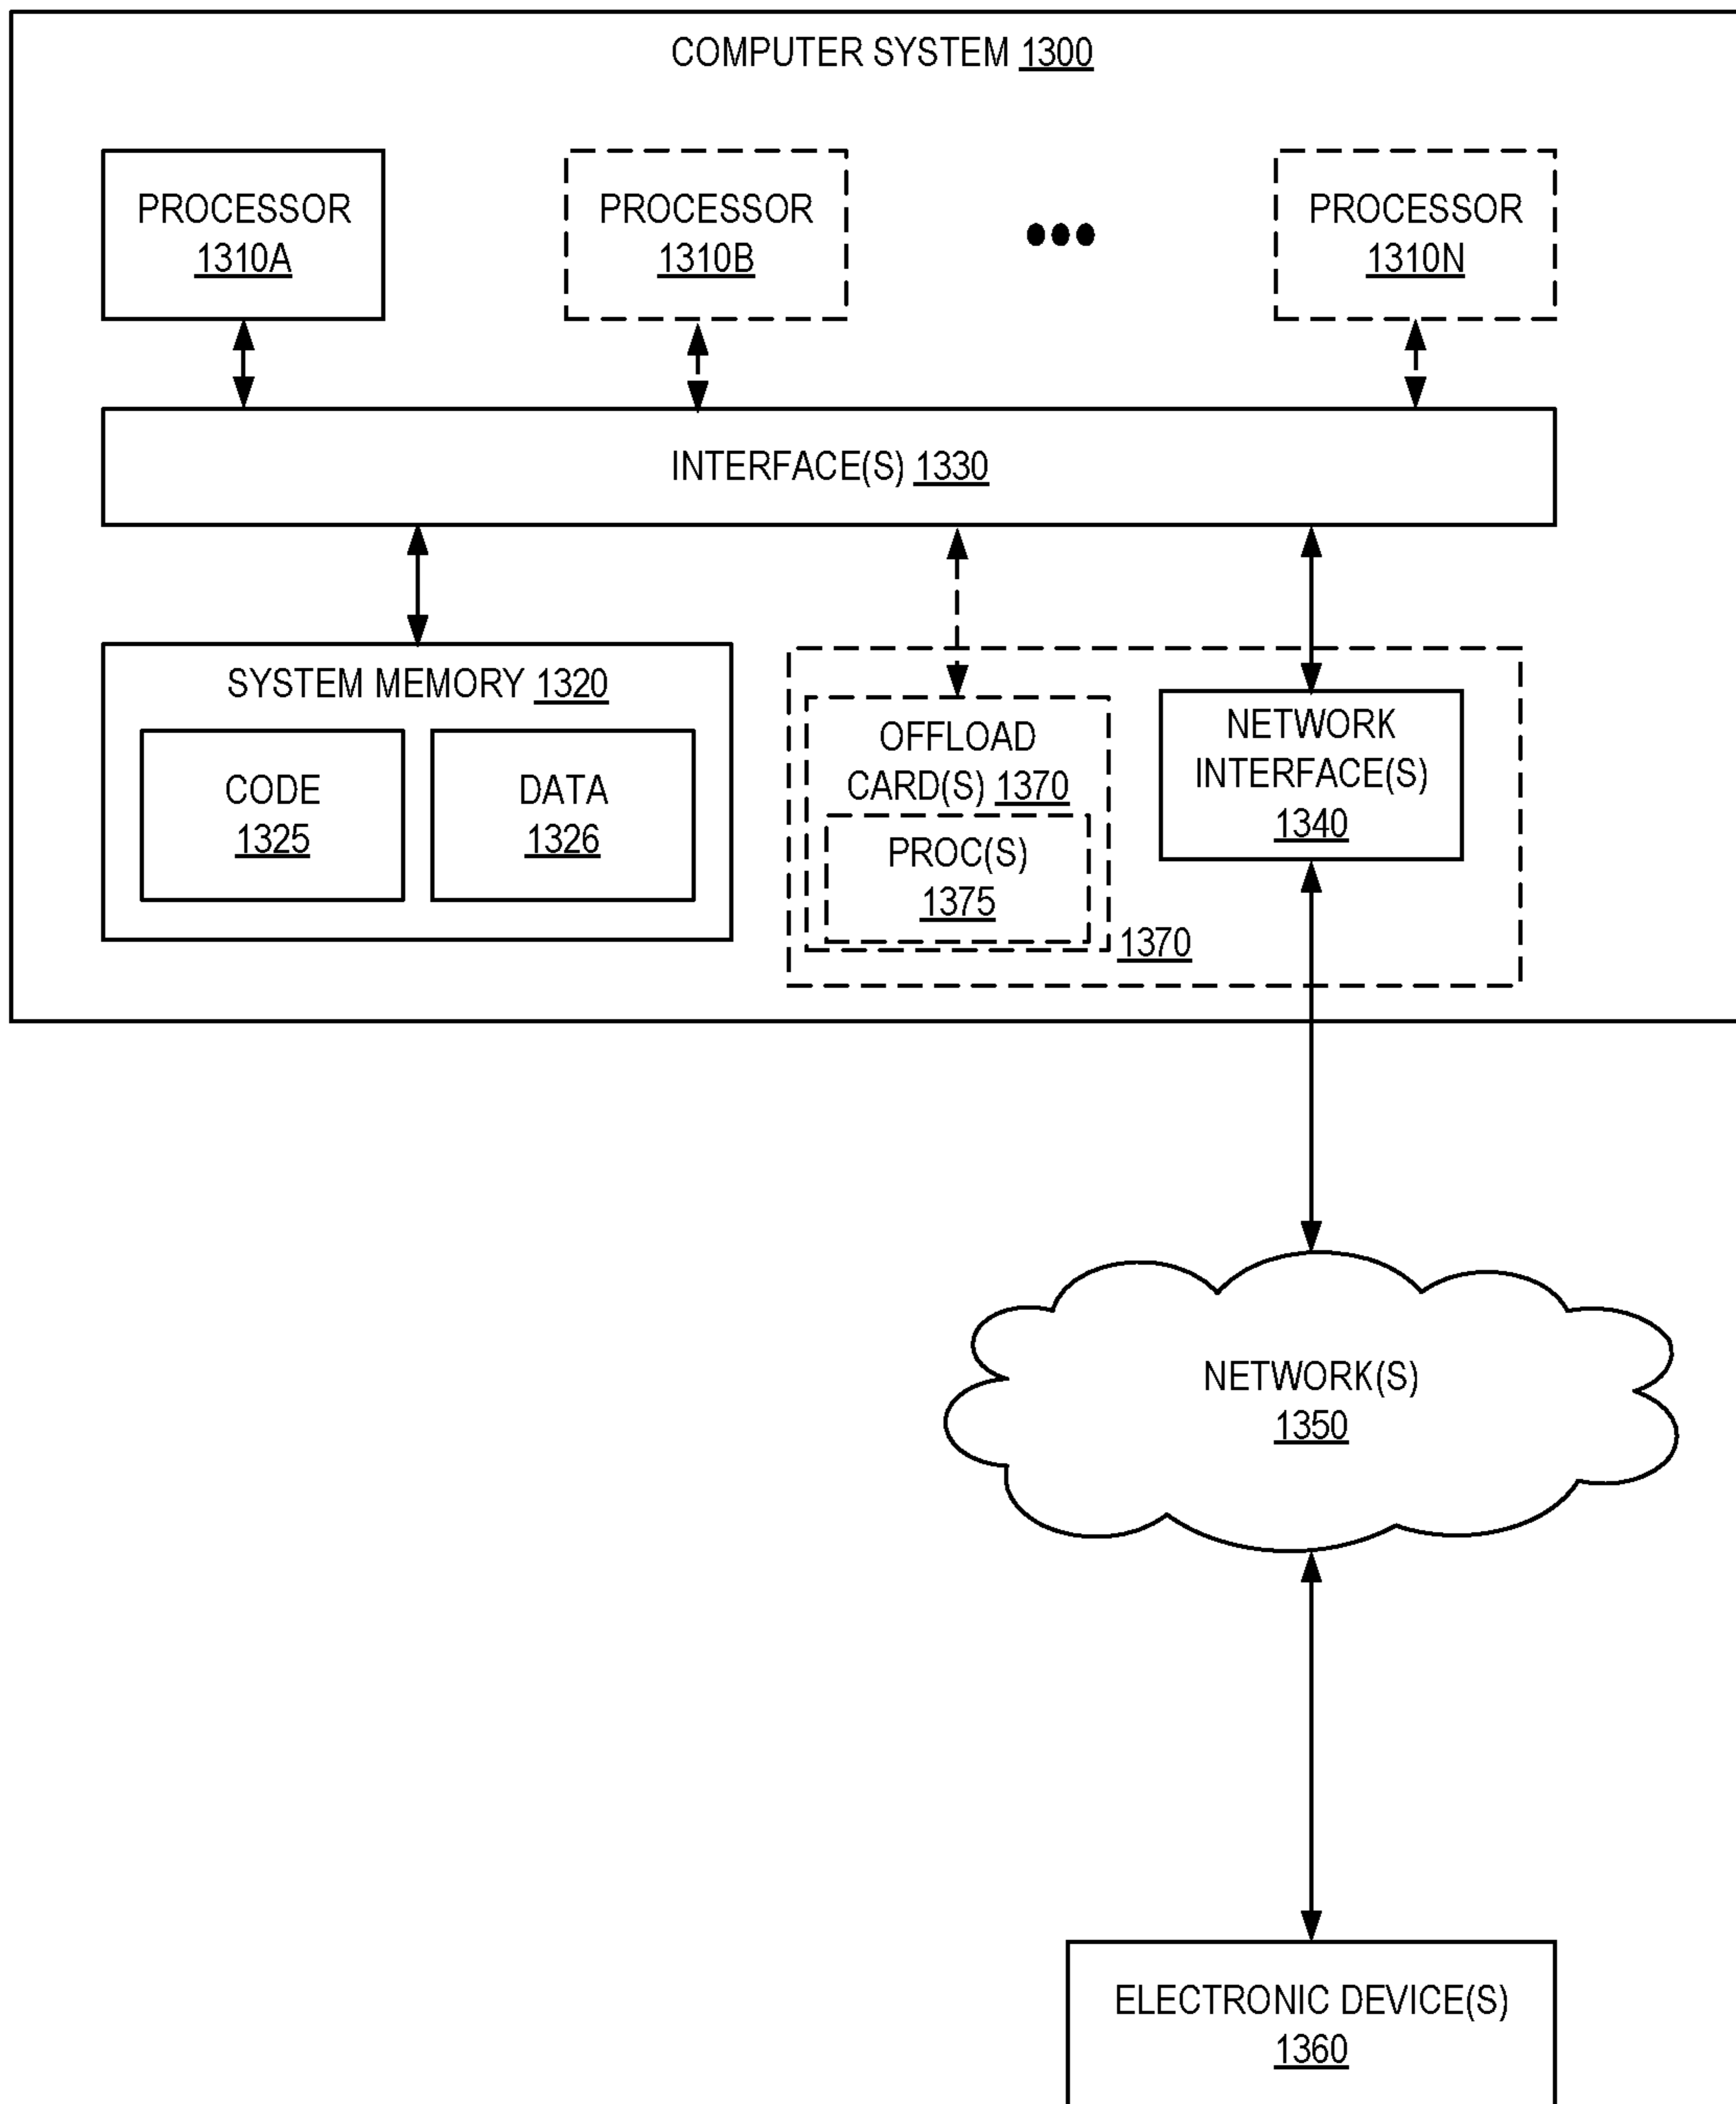 COMPUTER SYSTEM 1300
PROCESSOR
1310A
PROCESSOR
1310B
PROCESSOR
1310N
INTERFACE(S) 1330
SYSTEM MEMORY 1320
CODE
1325
DATA
1326
OFFLOAD
CARD(S) 1370
PROC(S)
1375
1370
NETWORK
INTERFACE(S)
1340
NETWORK(S)
1350
ELECTRONIC DEVICE(S)
1360